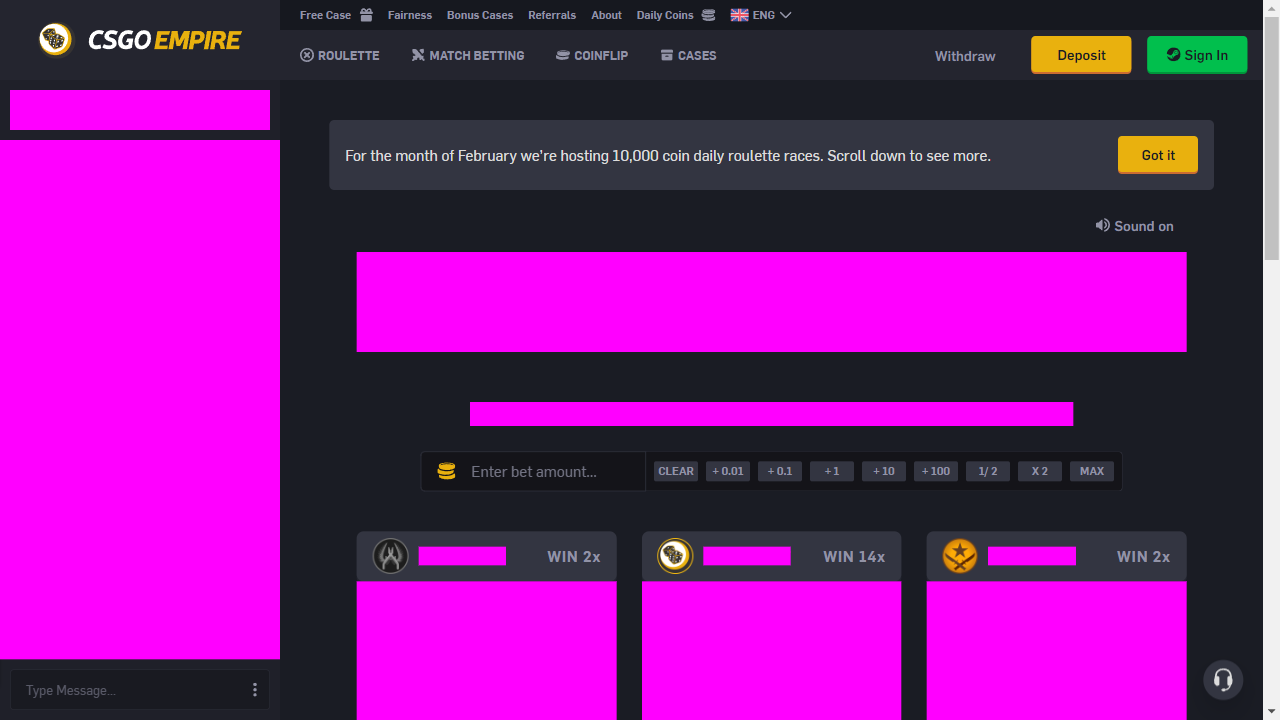 CSGO EMPIRE
Free Case Fairness Bonus Cases Referrals About Daily Coins ENG
ROULETTE MATCH BETTING COINFLIP CASES Withdraw Deposit Sign In
For the month of February we're hosting 10,000 coin daily roulette races. Scroll down to see more. Got it
Sound on
Enter bet amount... CLEAR + 0.01 + 0.1 + 1 + 10 + 100 1/ 2 X 2 MAX
WIN 2x WIN 14x WIN 2x
Type Message...